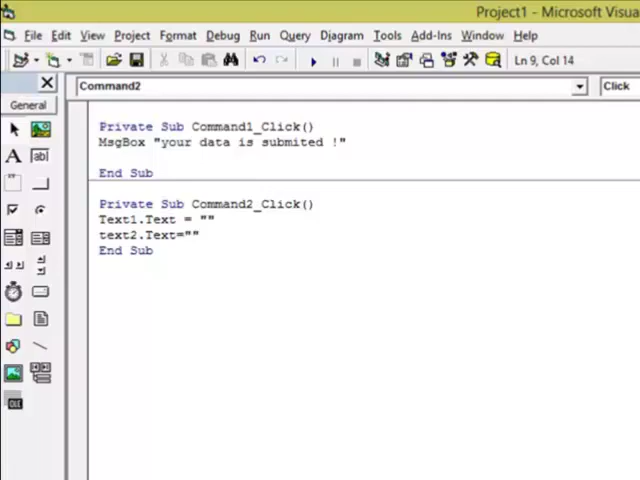 Project1 - Microsoft Visua
File Edit View Project Format Debug Run Query Diagram Tools Add-Ins Window Help
Ln 9, Col 14
General
Command2
Click
Private Sub Command1_Click()
MsgBox "your data is submited !"
End Sub
Private Sub Command2_Click()
Text1.Text = ""
text2.Text=""
End Sub
A
ab
OLE